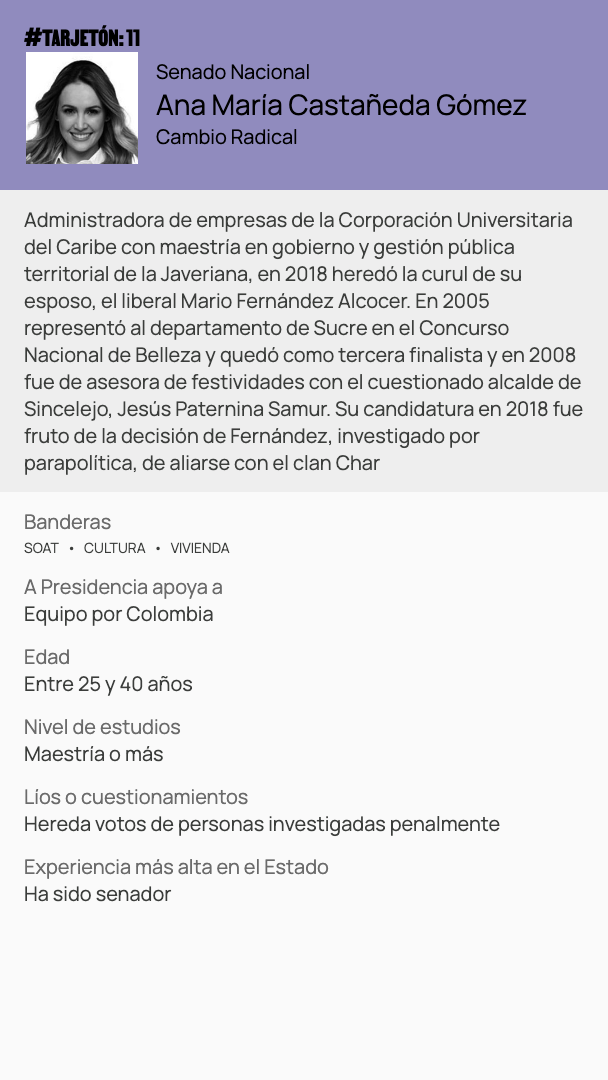 #TARJETÓN: 11
Senado Nacional
Ana María Castañeda Gómez
Cambio Radical
Administradora de empresas de la Corporación Universitaria
del Caribe con maestría en gobierno y gestión pública
territorial de la Javeriana, en 2018 heredó la curul de su
esposo, el liberal Mario Fernández Alcocer. En 2005
representó al departamento de Sucre en el Concurso
Nacional de Belleza y quedó como tercera finalista y en 2008
fue de asesora de festividades con el cuestionado alcalde de
Sincelejo, Jesús Paternina Samur. Su candidatura en 2018 fue
fruto de la decisión de Fernández, investigado por
parapolítica, de aliarse con el clan Char
Banderas
SOAT • CULTURA • VIVIENDA
A Presidencia apoya a
Equipo por Colombia
Edad
Entre 25 y 40 años
Nivel de estudios
Maestría o más
Líos o cuestionamientos
Hereda votos de personas investigadas penalmente
Experiencia más alta en el Estado
Ha sido senador